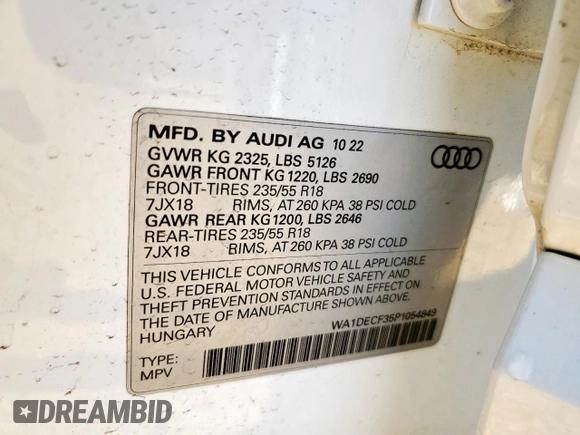 MFD. BY AUDI AG 10 22
GVWR KG 2325, LBS 5126
GAWR FRONT KG 1220, LBS 2690
FRONT-TIRES 235/55 R18
7JX18 RIMS, AT 260 KPA 38 PSI COLD
GAWR REAR KG 1200, LBS 2646
REAR-TIRES 235/55 R18
7JX18 RIMS, AT 260 KPA 38 PSI COLD
THIS VEHICLE CONFORMS TO ALL APPLICABLE
U.S. FEDERAL MOTOR VEHICLE SAFETY AND
THEFT PREVENTION STANDARDS IN EFFECT ON
THE DATE OF MANUFACTURE SHOWN ABOVE.
HUNGARY
WA1DECF35P1054849
TYPE:
MPV
DREAMBID